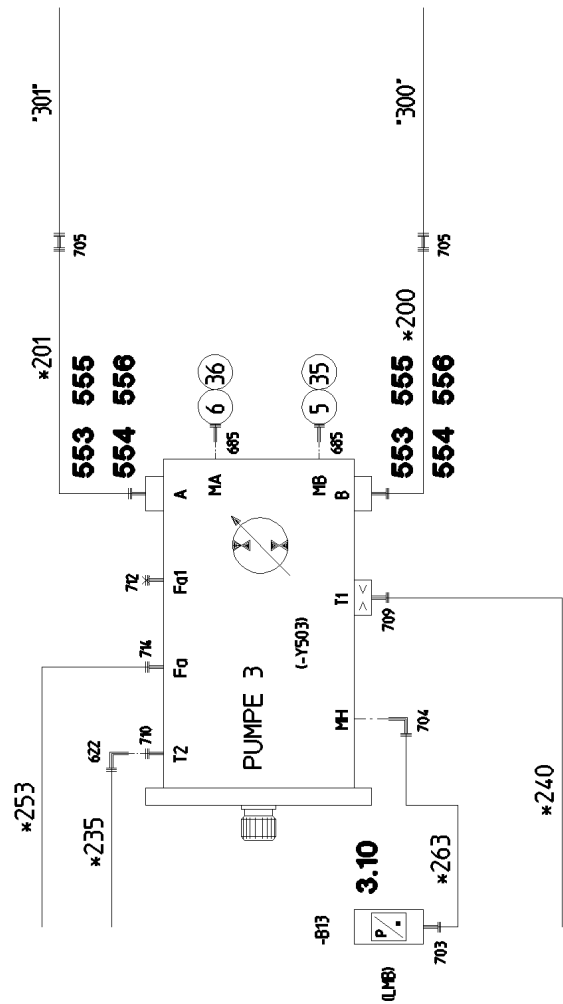 "301"
"300"
705
705
*201
*200
553 555
554 556
553 555
554 556
6
36
5
35
685
685
A
MA
MB
B
712
Fa1
T1
709
714
Fa
PUMPE 3
(-Y503)
MH
704
622
710
T2
*253
*235
*263
*240
3.10
-B13
P
703
(LMB)